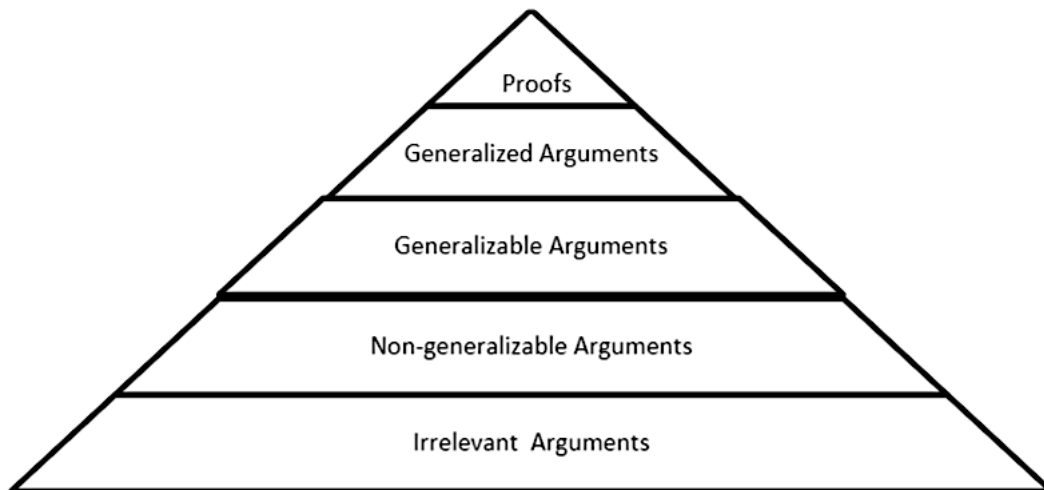 Proofs
Generalized Arguments
Generalizable Arguments
Non-generalizable Arguments
Irrelevant Arguments